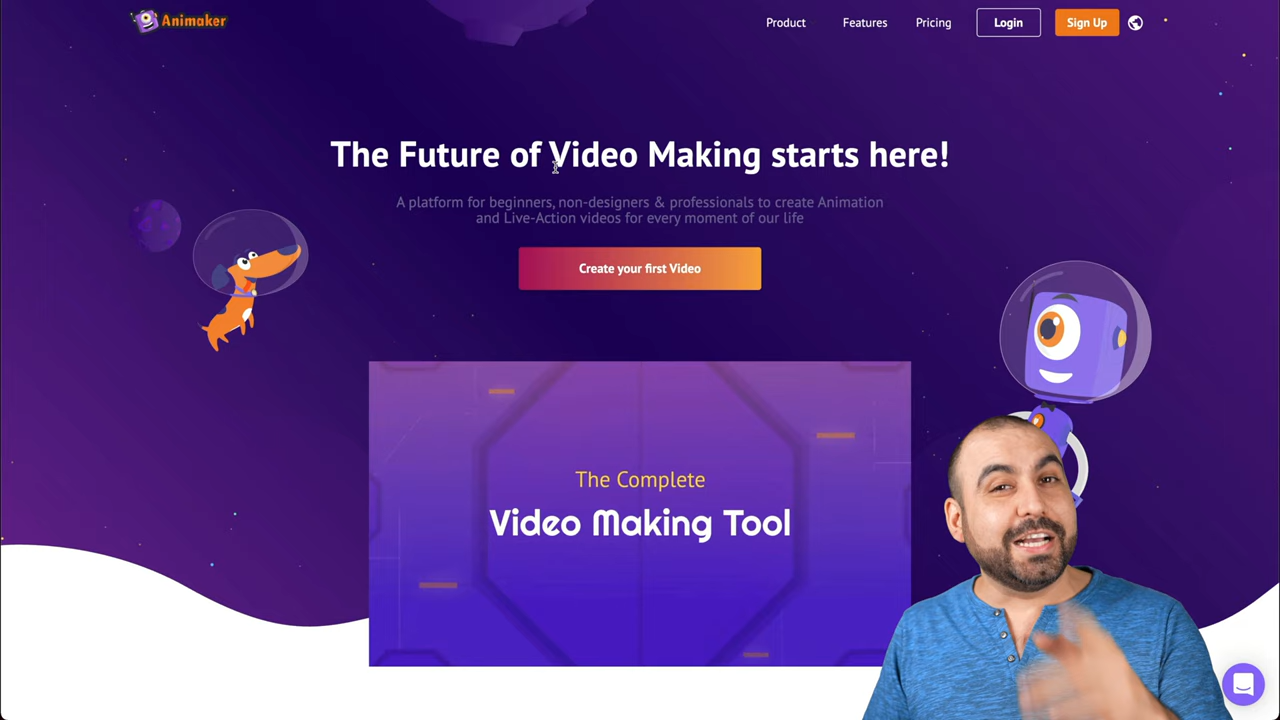 Animaker
Product
Features
Pricing
Login
Sign Up
The Future of Video Making starts here!
A platform for beginners, non-designers & professionals to create Animation
and Live-Action videos for every moment of our life
Create your first Video
The Complete
Video Making Tool